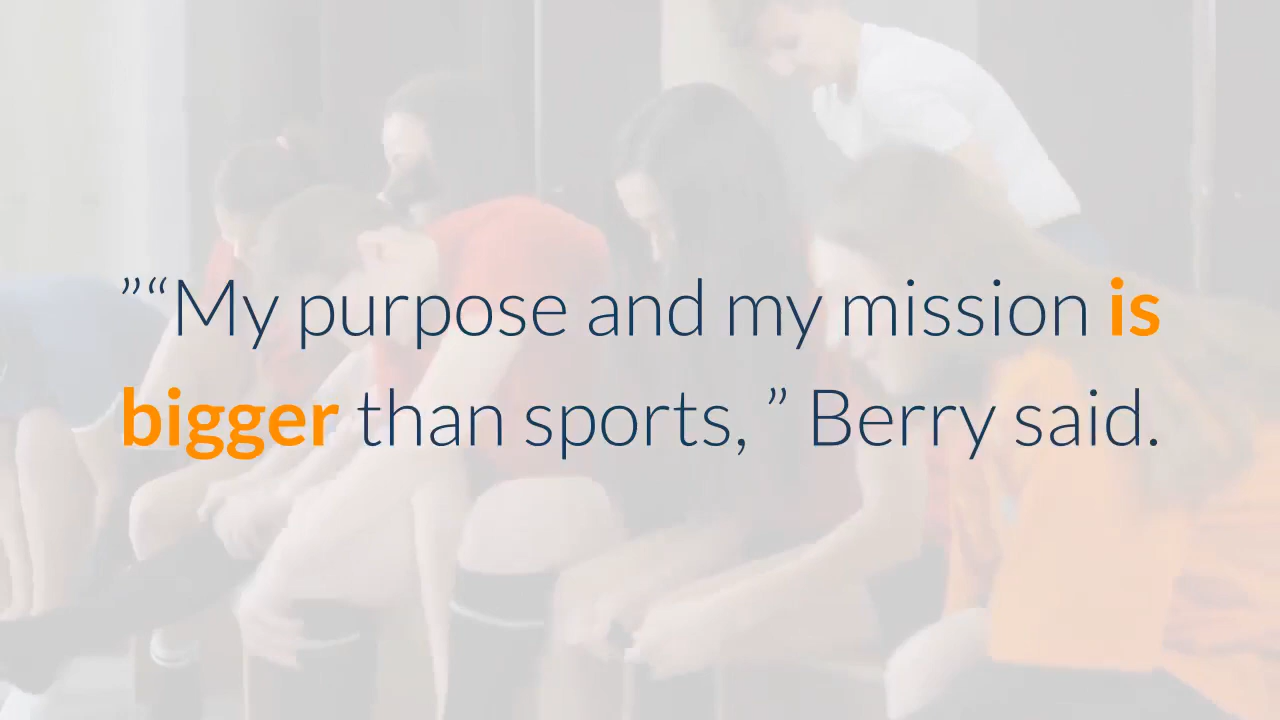 ”“My purpose and my mission is
bigger than sports, ” Berry said.